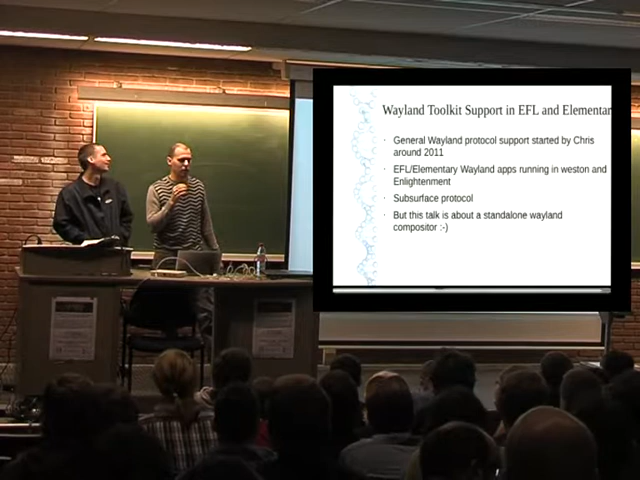 Wayland Toolkit Support in EFL and Elementar
· General Wayland protocol support started by Chris
around 2011
· EFL/Elementary Wayland apps running in weston and
Enlightenment
· Subsurface protocol
· But this talk is about a standalone wayland
compositor :-)